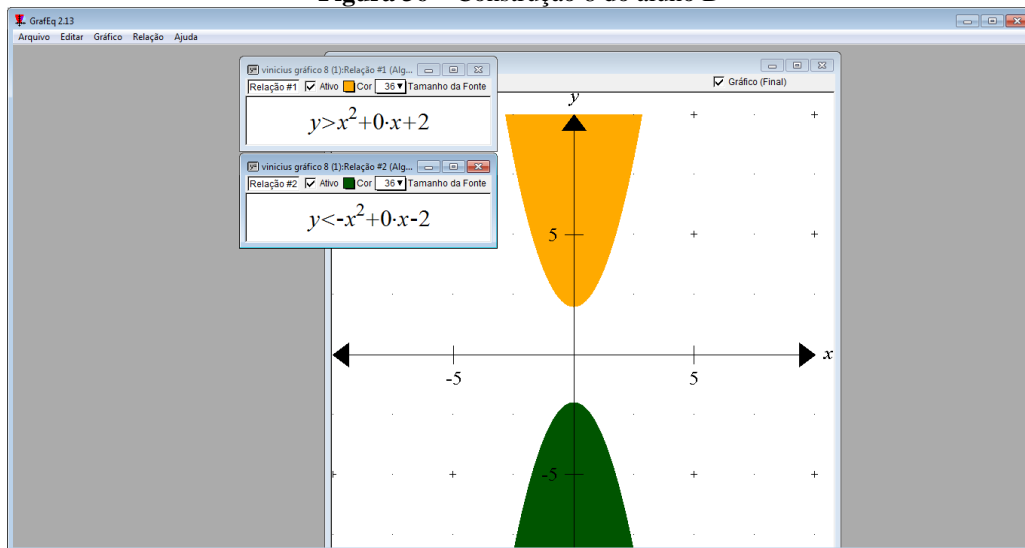 GrafEq 2.13
Arquivo Editar Gráfico Relação Ajuda
vinicius gráfico 8 (1):Relação #1 (Alg...
Relação #1 Ativo Cor 36 Tamanho da Fonte
y>x²+0·x+2
vinicius gráfico 8 (1):Relação #2 (Alg...
Relação #2 Ativo Cor 36 Tamanho da Fonte
y<-x²+0·x-2
Gráfico (Final)
y
5
x
-5
5
-5